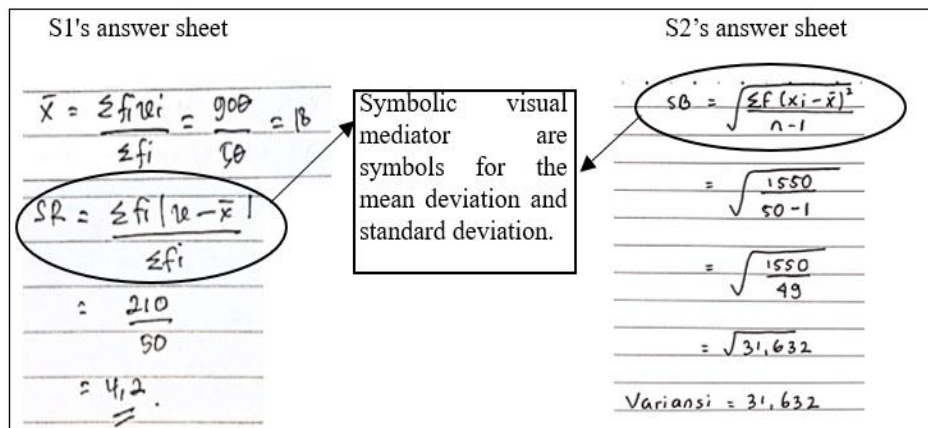 S1's answer sheet
x̄ = Σfixi / Σfi = 900 / 50 = 18
SR = Σfi |x - x̄| / Σfi
= 210 / 50
= 4,2.
Symbolic visual
mediator are
symbols for the
mean deviation and
standard deviation.
S2’s answer sheet
SB = √(Σf (xi - x̄)² / n - 1)
= √(1550 / 50 - 1)
= √(1550 / 49)
= √31,632
Variansi = 31,632